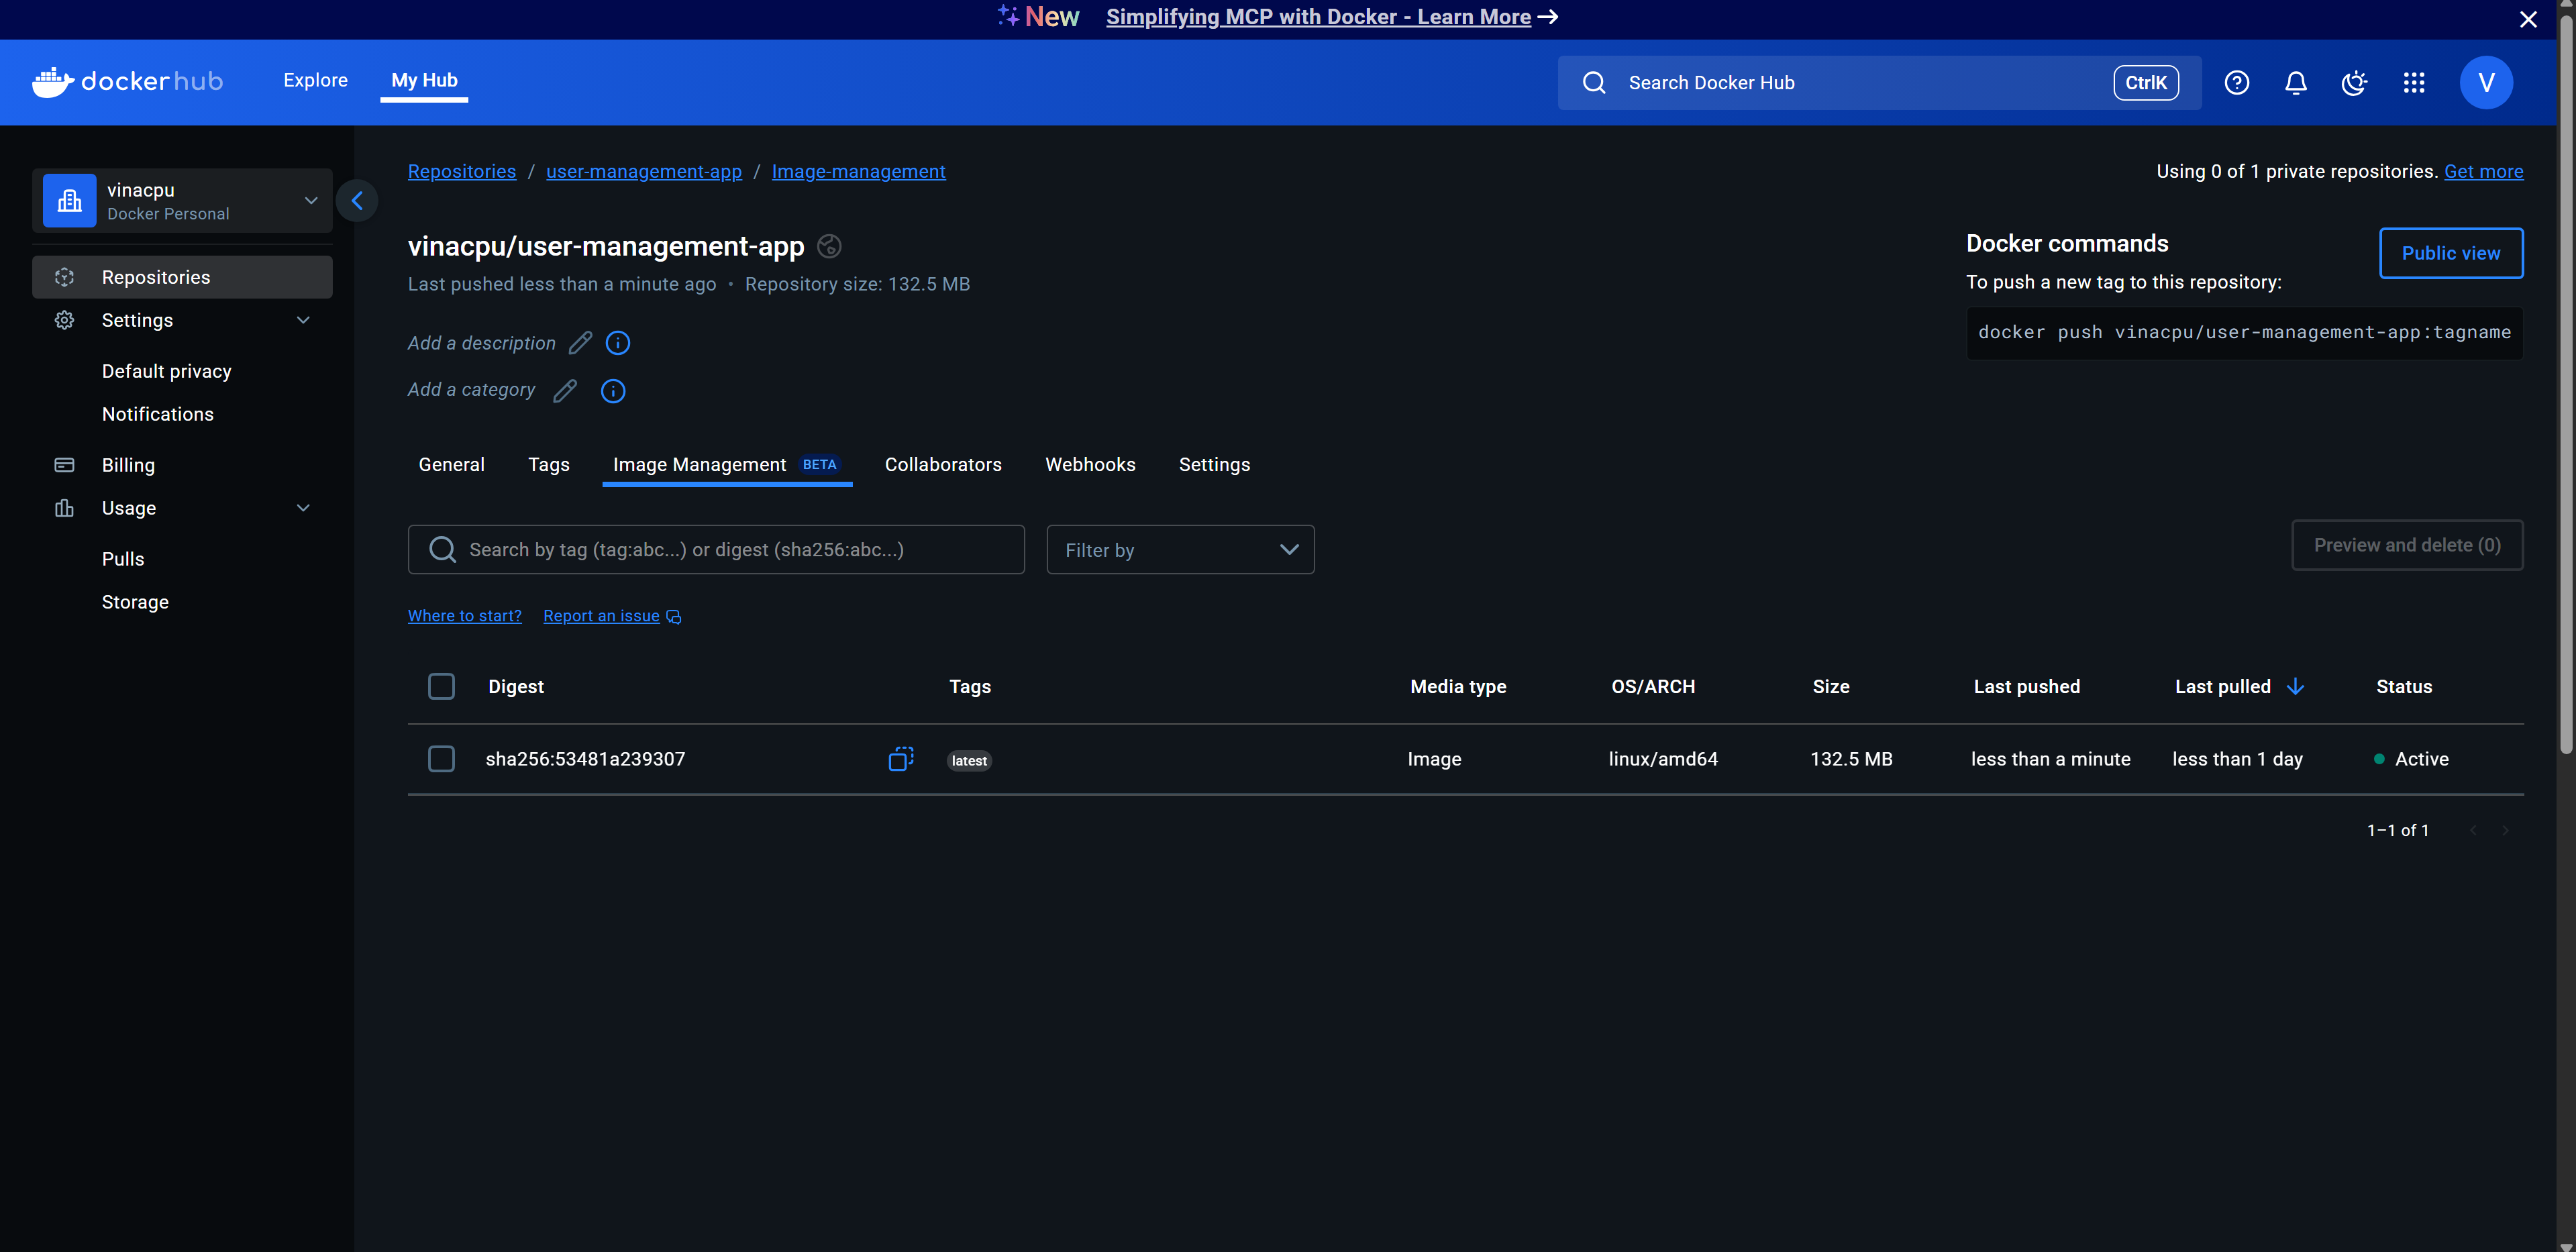 New Simplifying MCP with Docker - Learn More
dockerhub Explore My Hub Search Docker Hub CtrlK V
vinacpu
Docker Personal
Repositories
Settings
Default privacy
Notifications
Billing
Usage
Pulls
Storage
Repositories / user-management-app / Image-management
Using 0 of 1 private repositories. Get more
vinacpu/user-management-app
Last pushed less than a minute ago • Repository size: 132.5 MB
Add a description
Add a category
Docker commands
Public view
To push a new tag to this repository:
docker push vinacpu/user-management-app:tagname
General Tags Image Management BETA Collaborators Webhooks Settings
Search by tag (tag:abc...) or digest (sha256:abc...) Filter by Preview and delete (0)
Where to start? Report an issue
Digest Tags Media type OS/ARCH Size Last pushed Last pulled Status
sha256:53481a239307 latest Image linux/amd64 132.5 MB less than a minute less than 1 day Active
1–1 of 1